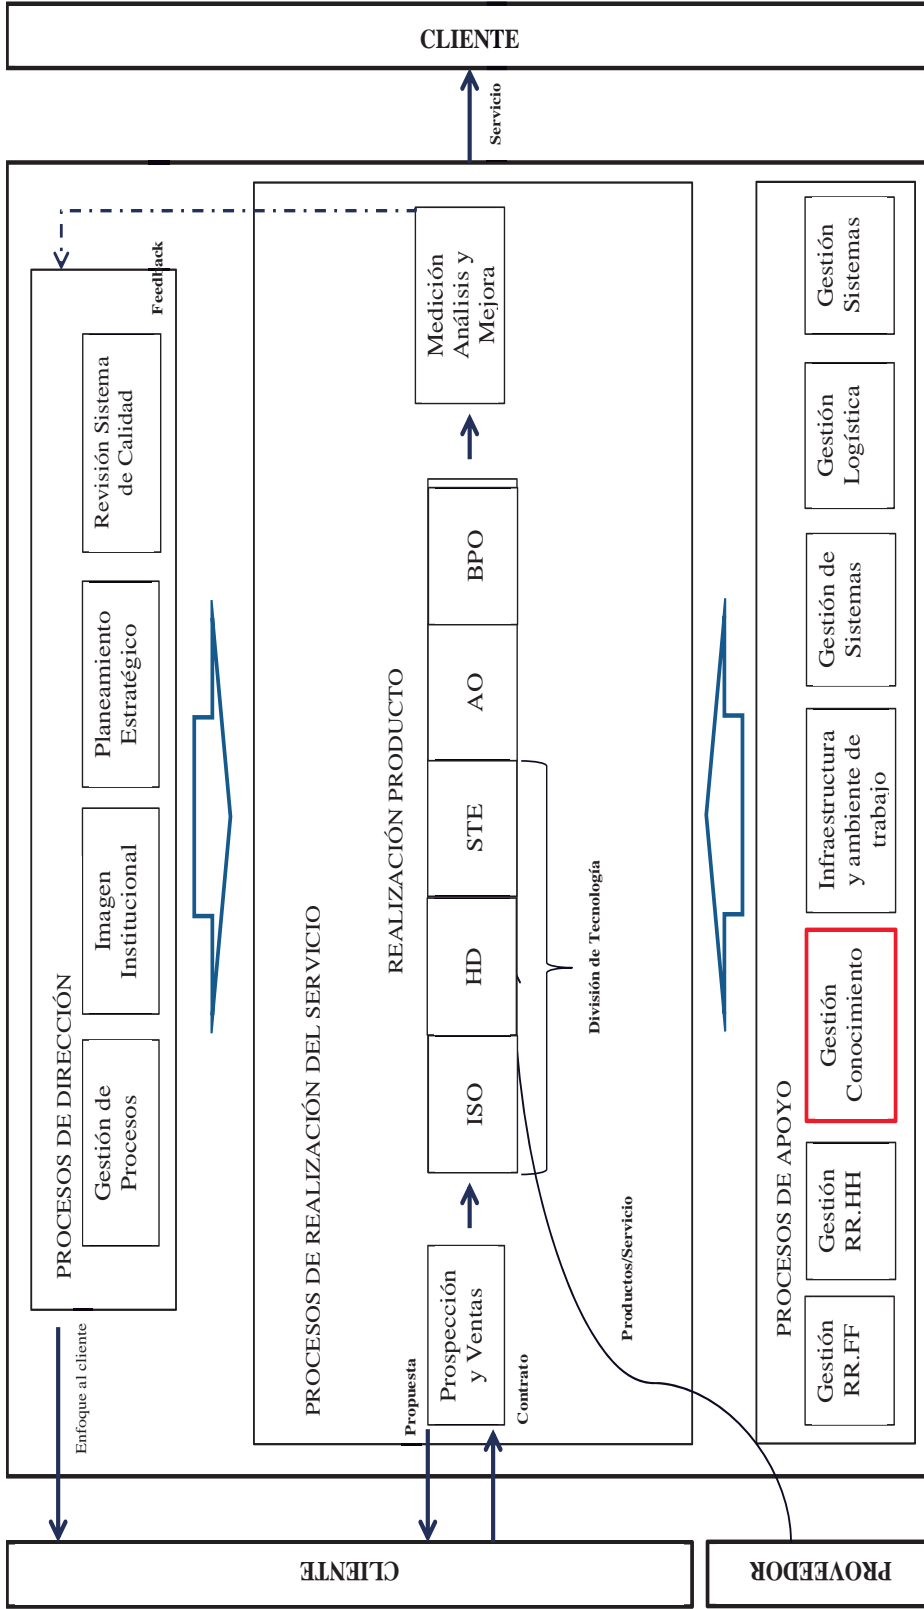 CLIENTE
PROVEEDOR
Enfoque al cliente
PROCESOS DE DIRECCIÓN
Gestión de
Procesos
Imagen
Institucional
Planeamiento
Estratégico
Revisión Sistema
de Calidad
Feedback
PROCESOS DE REALIZACIÓN DEL SERVICIO
REALIZACIÓN PRODUCTO
Propuesta
Prospección
y Ventas
Contrato
ISO
HD
STE
AO
BPO
Medición
Análisis y
Mejora
División de Tecnología
Productos/Servicio
Servicio
CLIENTE
PROCESOS DE APOYO
Gestión
RR.FF
Gestión
RR.HH
Gestión
Conocimiento
Infraestructura
y ambiente de
trabajo
Gestión de
Sistemas
Gestión
Logística
Gestión
Sistemas